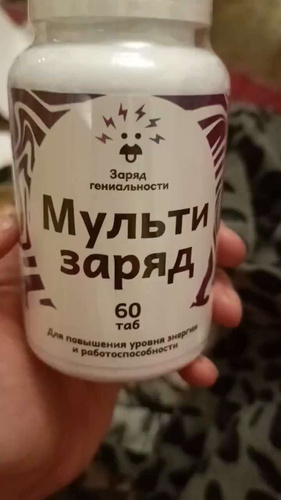 Заряд
гениальности
Мульти
заряд
60
таб
Для повышения уровня энергии
и работоспособности